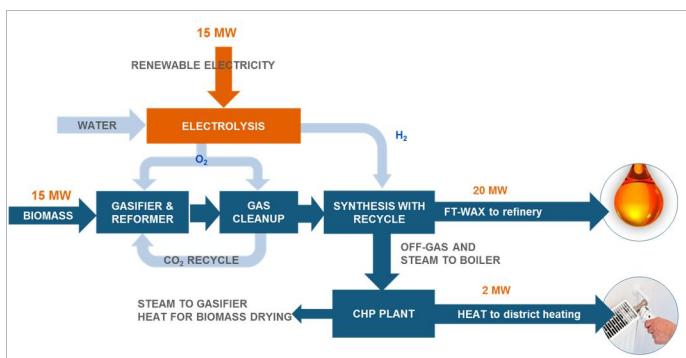 15 MW
RENEWABLE ELECTRICITY
WATER
ELECTROLYSIS
H₂
O₂
15 MW
BIOMASS
GASIFIER &
REFORMER
GAS
CLEANUP
SYNTHESIS WITH
RECYCLE
20 MW
FT-WAX to refinery
CO₂ RECYCLE
OFF-GAS AND
STEAM TO BOILER
STEAM TO GASIFIER
HEAT FOR BIOMASS DRYING
CHP PLANT
2 MW
HEAT to district heating